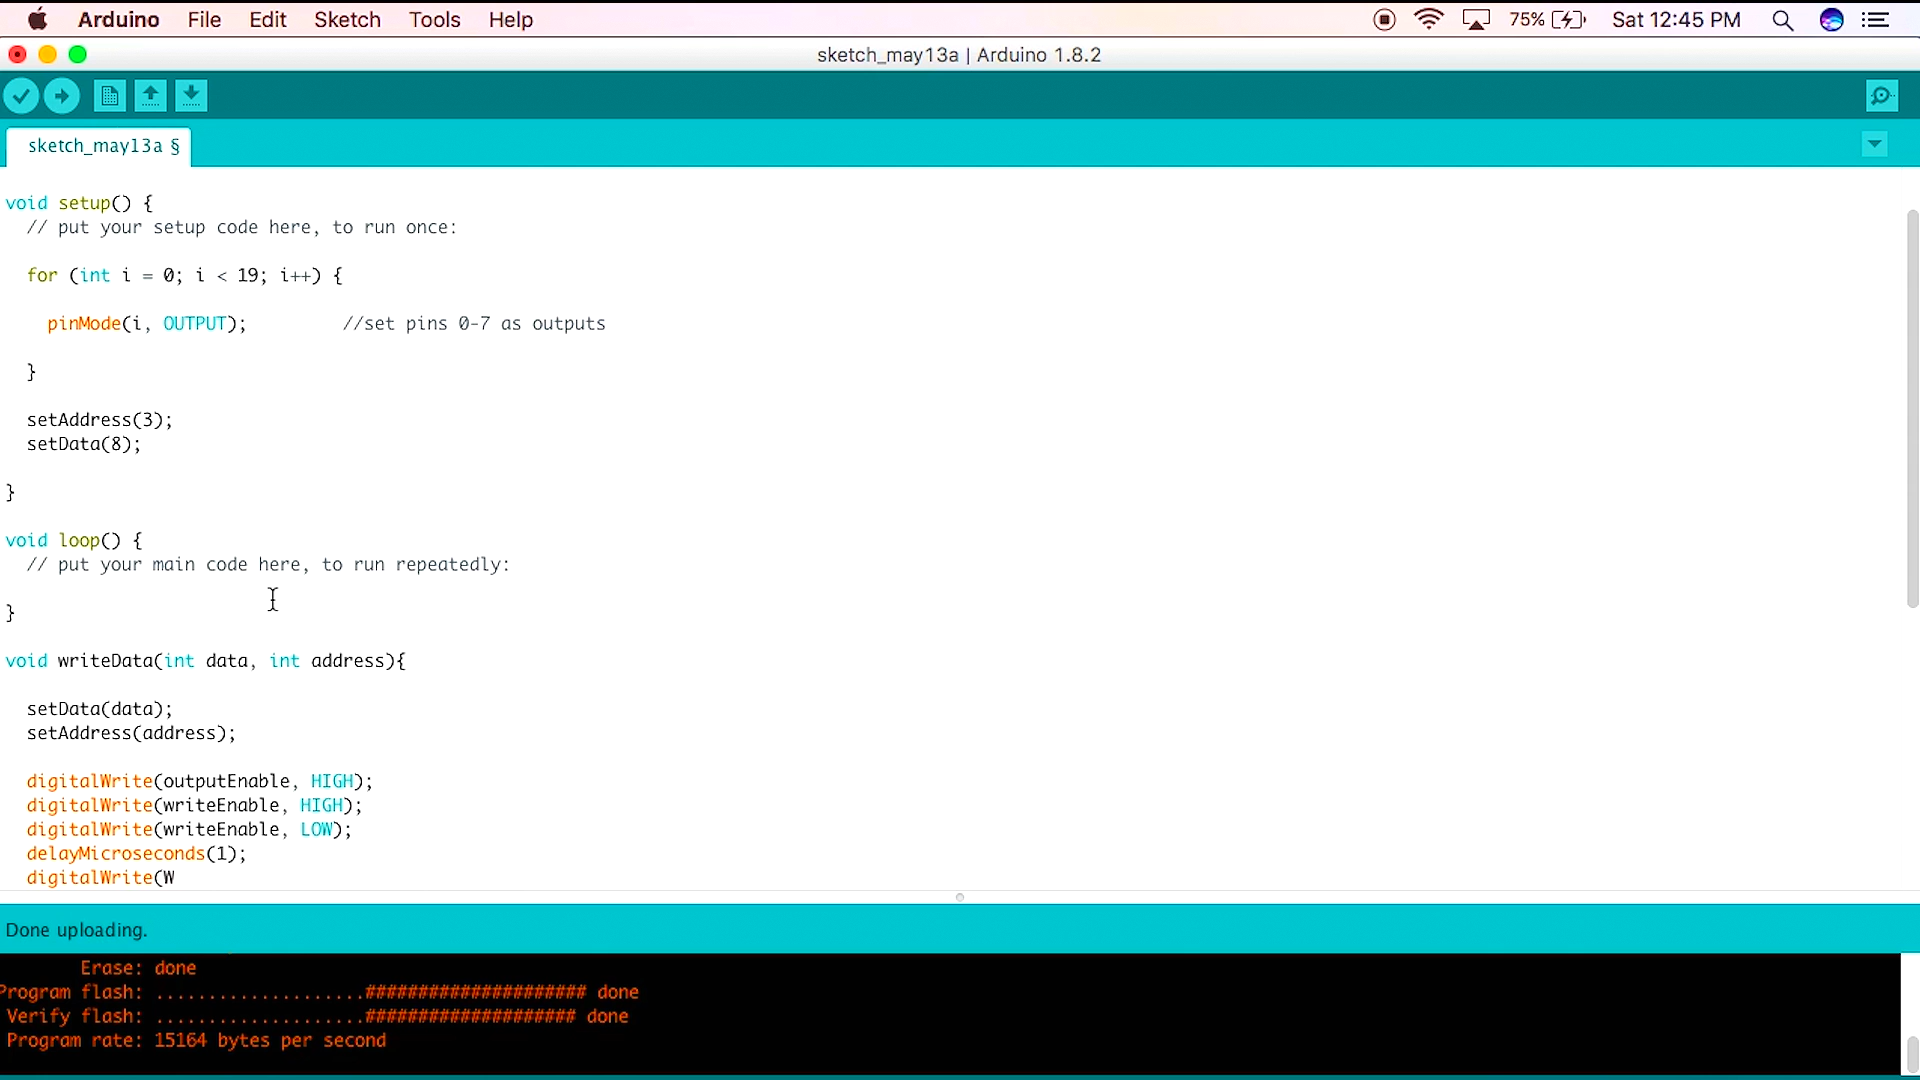 Arduino File Edit Sketch Tools Help 75% Sat 12:45 PM
sketch_may13a | Arduino 1.8.2
sketch_may13a §
void setup() {
// put your setup code here, to run once:
for (int i = 0; i < 19; i++) {
pinMode(i, OUTPUT); //set pins 0-7 as outputs
}
setAddress(3);
setData(8);
}
void loop() {
// put your main code here, to run repeatedly:
}
void writeData(int data, int address){
setData(data);
setAddress(address);
digitalWrite(outputEnable, HIGH);
digitalWrite(writeEnable, HIGH);
digitalWrite(writeEnable, LOW);
delayMicroseconds(1);
digitalWrite(W
Done uploading.
Erase: done
Program flash: ....................##################### done
Verify flash: ....................#################### done
Program rate: 15164 bytes per second